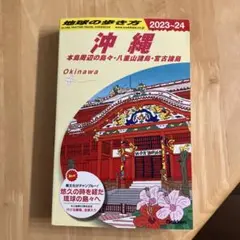 地球の歩き方
2023-24
沖縄
本島周辺の島々・八重山諸島・宮古諸島
Okinawa
悠久の時を経た
琉球の島々へ